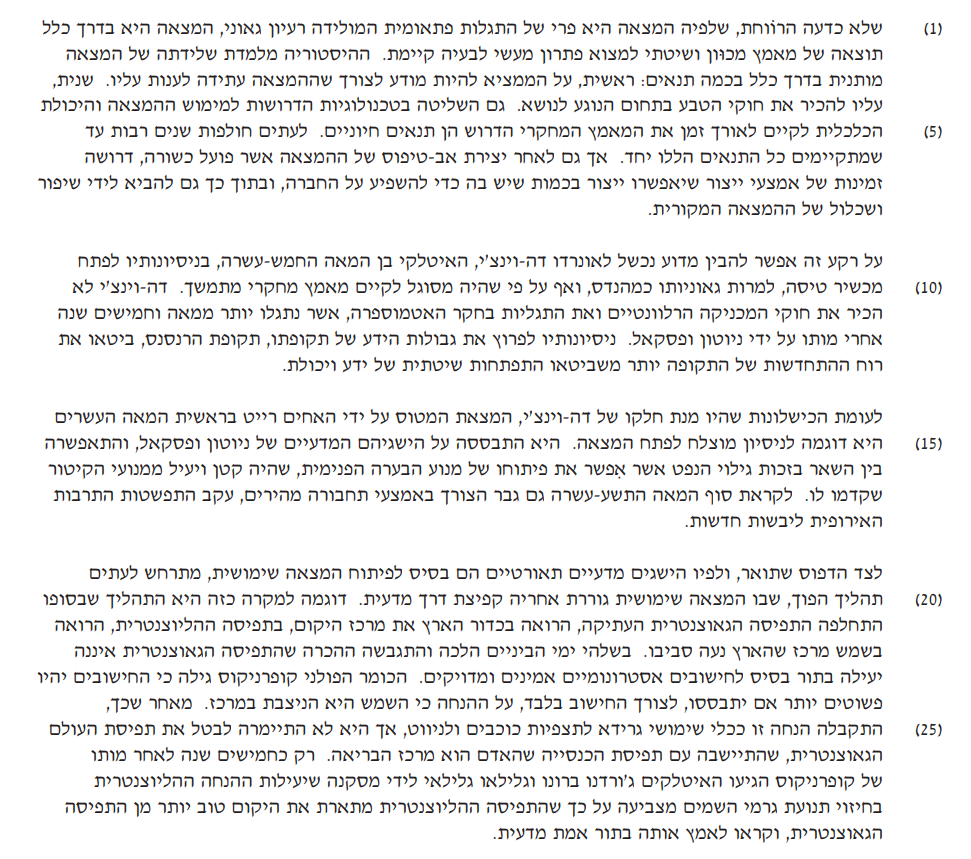 (1) שלא כדעה הרוֹוחת, שלפיה המצאה היא פרי של התגלות פתאומית המולידה רעיון גאוני, המצאה היא בדרך כלל
תוצאה של מאמץ מכוּון ושיטתי למצוא פתרון מעשי לבעיה קיימת. ההיסטוריה מלמדת שלידתה של המצאה
מותנית בדרך כלל בכמה תנאים: ראשית, על הממציא להיות מודע לצורך שההמצאה עתידה לענות עליו. שנית,
עליו להכיר את חוקי הטבע בתחום הנוגע לנושא. גם השליטה בטכנולוגיות הדרושות למימוש ההמצאה והיכולת
(5) הכלכלית לקיים לאורך זמן את המאמץ המחקרי הדרוש הן תנאים חיוניים. לעתים חולפות שנים רבות עד
שמתקיימים כל התנאים הללו יחד. אך גם לאחר יצירת אב-טיפוס של ההמצאה אשר פועל כשורה, דרושה
זמינות של אמצעי ייצור שיאפשרו ייצור בכמות שיש בה כדי להשפיע על החברה, ובתוך כך גם להביא לידי שיפור
ושכלול של ההמצאה המקורית.
על רקע זה אפשר להבין מדוע נכשל לאונרדו דה-וינצ'י, האיטלקי בן המאה החמש-עשרה, בניסיונותיו לפתח
(10) מכשיר טיסה, למרות גאוניותו כמהנדס, ואף על פי שהיה מסוגל לקיים מאמץ מחקרי מתמשך. דה-וינצ'י לא
הכיר את חוקי המכניקה הרלוונטיים ואת התגליות בחקר האטמוספרה, אשר נתגלו יותר ממאה וחמישים שנה
אחרי מותו על ידי ניוטון ופסקאל. ניסיונותיו לפרוץ את גבולות הידע של תקופתו, תקופת הרנסנס, ביטאו את
רוח ההתחדשות של התקופה יותר משביטאו התפתחות שיטתית של ידע ויכולת.
לעומת הכישלונות שהיו מנת חלקו של דה-וינצ'י, המצאת המטוס על ידי האחים רייט בראשית המאה העשרים
(15) היא דוגמה לניסיון מוצלח לפתח המצאה. היא התבססה על הישגיהם המדעיים של ניוטון ופסקאל, והתאפשרה
בין השאר בזכות גילוי הנפט אשר אִפשר את פיתוחו של מנוע הבערה הפנימית, שהיה קטן ויעיל ממנועי הקיטור
שקדמו לו. לקראת סוף המאה התשע-עשרה גם גבר הצורך באמצעי תחבורה מהירים, עקב התפשטות התרבות
האירופית ליבשות חדשות.
לצד הדפוס שתואר, ולפיו הישגים מדעיים תאורטיים הם בסיס לפיתוח המצאה שימושית, מתרחש לעתים
(20) תהליך הפוך, שבו המצאה שימושית גוררת אחריה קפיצת דרך מדעית. דוגמה למקרה כזה היא התהליך שבסופו
התחלפה התפיסה הגאוצנטרית העתיקה, הרואה בכדור הארץ את מרכז היקום, בתפיסה ההליוצנטרית, הרואה
בשמש מרכז שהארץ נעה סביבו. בשלהי ימי הביניים הלכה והתגבשה ההכרה שהתפיסה הגאוצנטרית איננה
יעילה בתור בסיס לחישובים אסטרונומיים אמינים ומדויקים. הכומר הפולני קופרניקוס גילה כי החישובים יהיו
פשוטים יותר אם יתבססו, לצורך החישוב בלבד, על ההנחה כי השמש היא הניצבת במרכז. מאחר שכך,
(25) התקבלה הנחה זו ככלי שימושי גרידא לתצפיות כוכבים ולניווט, אך היא לא התיימרה לבטל את תפיסת העולם
הגאוצנטרית, שהתיישבה עם תפיסת הכנסייה שהאדם הוא מרכז הבריאה. רק כחמישים שנה לאחר מותו
של קופרניקוס הגיעו האיטלקים ג'ורדנו ברונו וגלילאו גלילאי לידי מסקנה שיעילות ההנחה ההליוצנטרית
בחיזוי תנועת גרמי השמים מצביעה על כך שהתפיסה ההליוצנטרית מתארת את היקום טוב יותר מן התפיסה
הגאוצנטרית, וקראו לאמץ אותה בתור אמת מדעית.